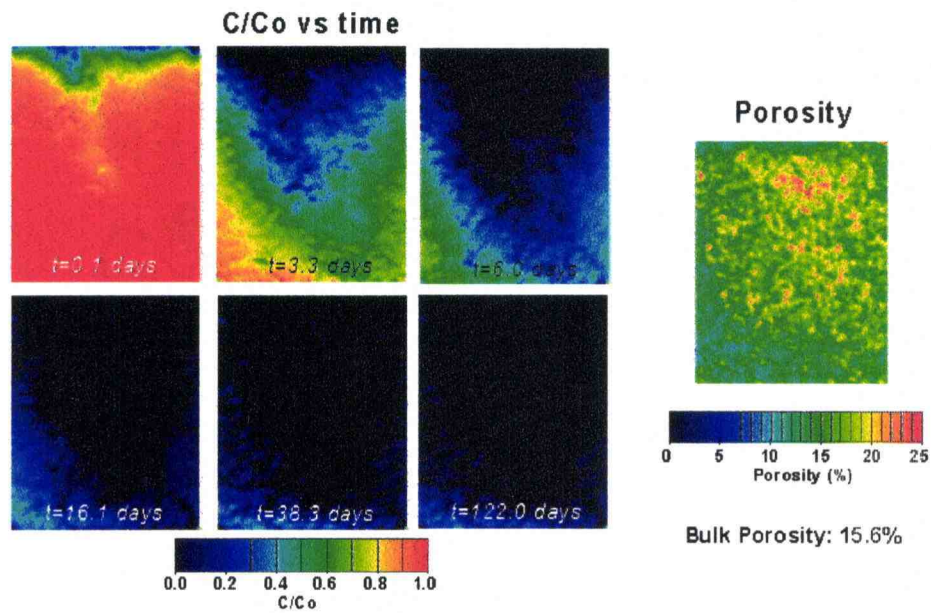 C/Co vs time
t=0.1 days
t=3.3 days
t=6.0 days
t=16.1 days
t=38.3 days
t=122.0 days
0.0 0.2 0.4 0.6 0.8 1.0
C/Co
Porosity
0 5 10 15 20 25
Porosity (%)
Bulk Porosity: 15.6%